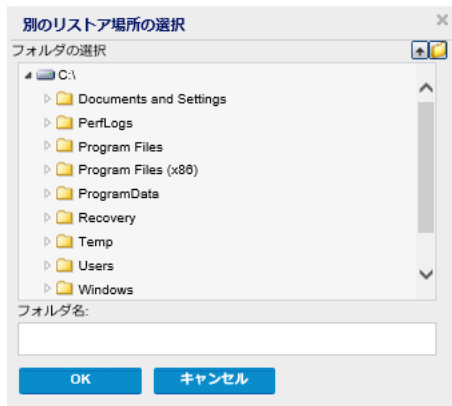 別のリストア場所の選択
フォルダの選択
C:\
Documents and Settings
PerfLogs
Program Files
Program Files (x86)
ProgramData
Recovery
Temp
Users
Windows
フォルダ名:
OK
キャンセル